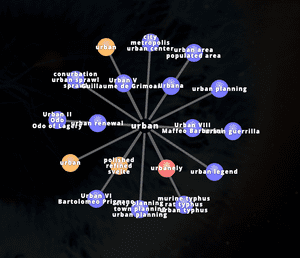 city
metropolis
urban center
urban
urban area
populated area
conurbation
urban sprawl
sprawl
Urban V
Guillaume de Grimoard
Urbana
urban planning
Urban II
Odo
Odo of Lagery
urban renewal
urban
Urban VIII
Maffeo Barberini
urban guerrilla
urban
polished
refined
svelte
urbanely
urban legend
Urban VI
Bartolomeo Prignano
city planning
town planning
urban planning
murine typhus
rat typhus
urban typhus